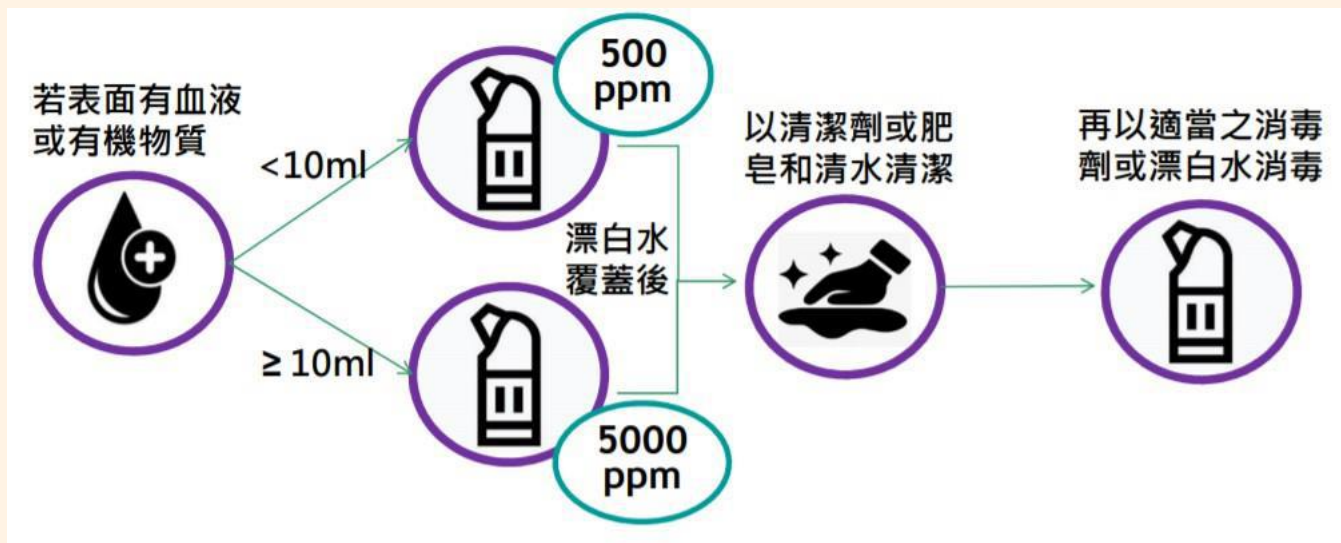 若表面有血液
或有機物質
<10ml
≥ 10ml
500
ppm
5000
ppm
漂白水
覆蓋後
以清潔劑或肥
皂和清水清潔
再以適當之消毒
劑或漂白水消毒